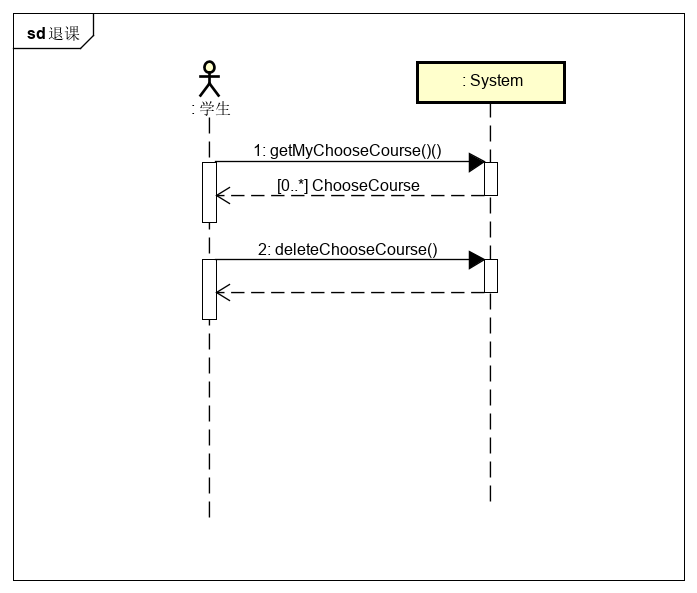 sd 退课
: 学生
: System
1: getMyChooseCourse()()
[0..*] ChooseCourse
2: deleteChooseCourse()